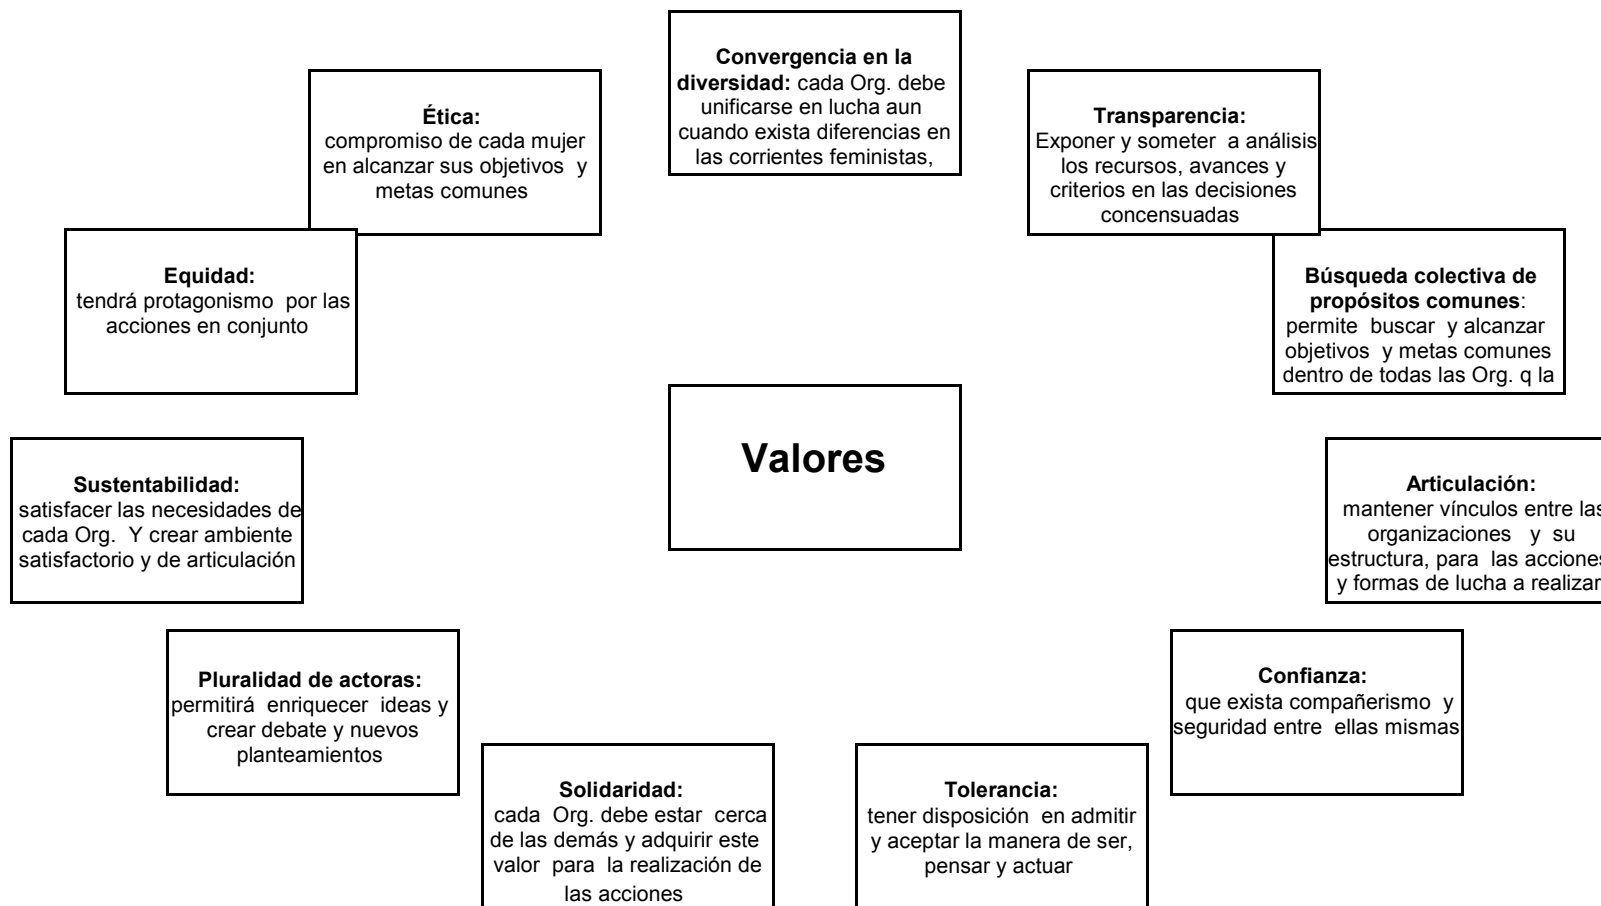 Convergencia en la
diversidad: cada Org. debe
unificarse en lucha aun
cuando exista diferencias en
las corrientes feministas,
Ética:
compromiso de cada mujer
en alcanzar sus objetivos y
metas comunes
Transparencia:
Exponer y someter a análisis
los recursos, avances y
criterios en las decisiones
concensuadas
Equidad:
tendrá protagonismo por las
acciones en conjunto
Búsqueda colectiva de
propósitos comunes:
permite buscar y alcanzar
objetivos y metas comunes
dentro de todas las Org. q la
Valores
Sustentabilidad:
satisfacer las necesidades de
cada Org. Y crear ambiente
satisfactorio y de articulación
Articulación:
mantener vínculos entre las
organizaciones y su
estructura, para las acciones
y formas de lucha a realizar
Pluralidad de actoras:
permitirá enriquecer ideas y
crear debate y nuevos
planteamientos
Confianza:
que exista compañerismo y
seguridad entre ellas mismas
Solidaridad:
cada Org. debe estar cerca
de las demás y adquirir este
valor para la realización de
las acciones
Tolerancia:
tener disposición en admitir
y aceptar la manera de ser,
pensar y actuar